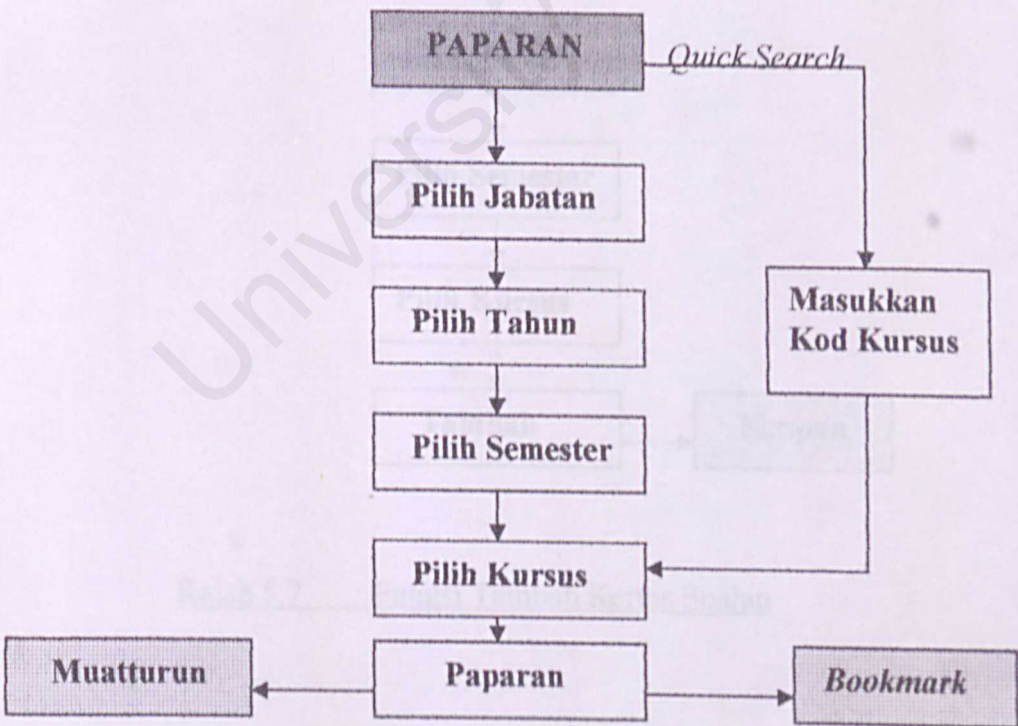 PAPARAN
Quick Search
Pilih Jabatan
Pilih Tahun
Masukkan
Kod Kursus
Pilih Semester
Pilih Kursus
Muatturun
Paparan
Bookmark